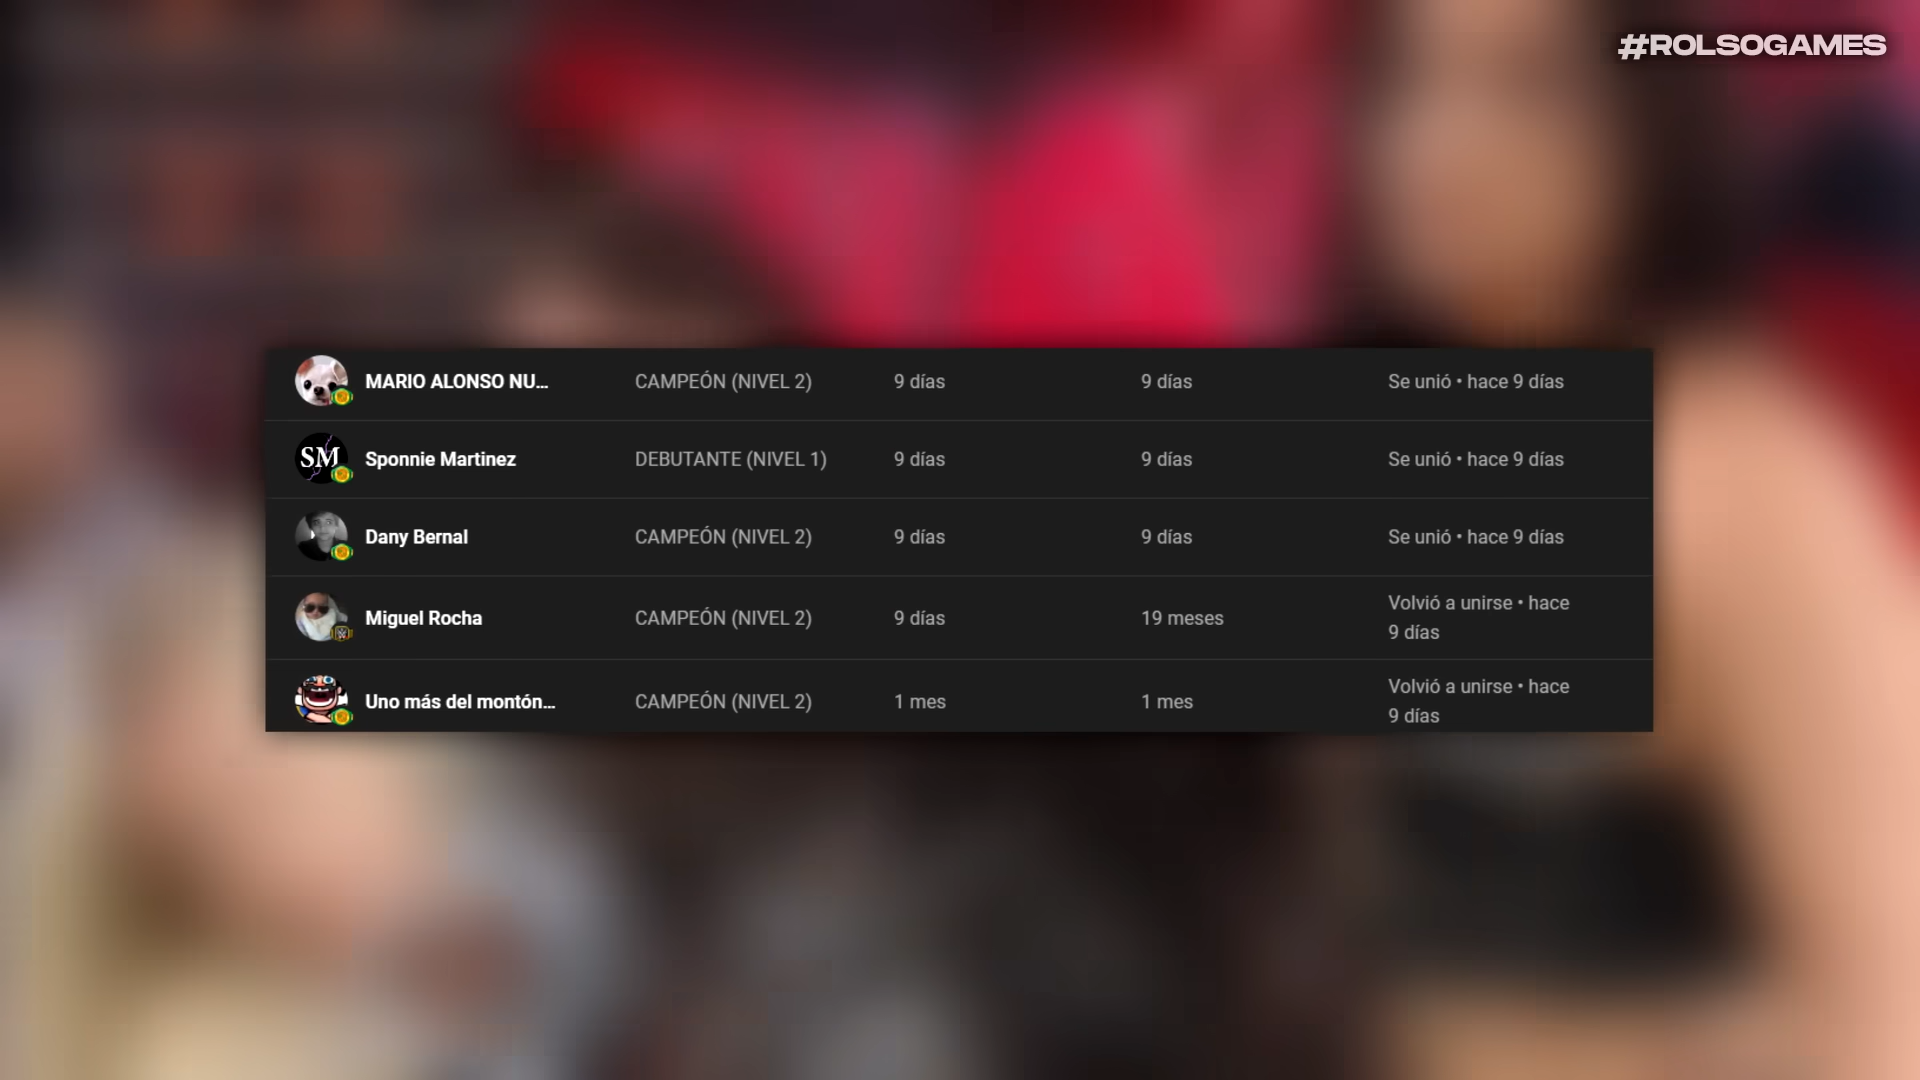 #ROLSOGAMES
MARIO ALONSO NU... CAMPEÓN (NIVEL 2) 9 días 9 días Se unió • hace 9 días
SM Sponnie Martinez DEBUTANTE (NIVEL 1) 9 días 9 días Se unió • hace 9 días
Dany Bernal CAMPEÓN (NIVEL 2) 9 días 9 días Se unió • hace 9 días
Miguel Rocha CAMPEÓN (NIVEL 2) 9 días 19 meses Volvió a unirse • hace
9 días
Uno más del montón... CAMPEÓN (NIVEL 2) 1 mes 1 mes Volvió a unirse • hace
9 días